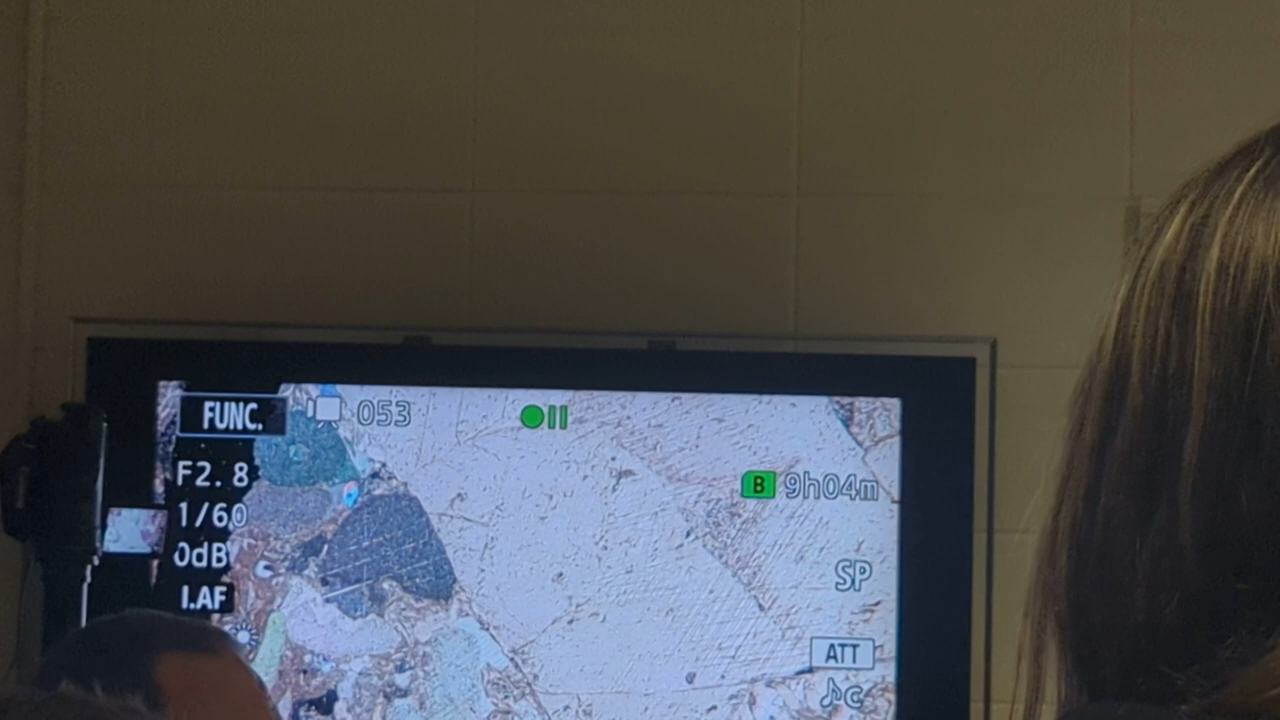 FUNC. 053
F2.8
B 9h04m
1/60
0dB
SP
I.AF
ATT
♪C